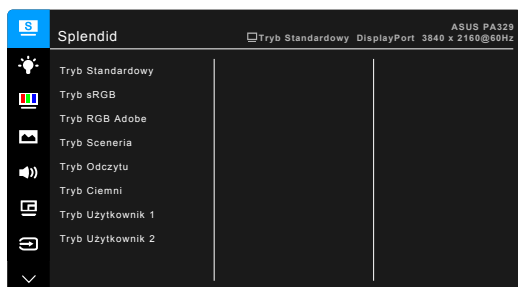 S
ASUS PA329
Splendid
Tryb Standardowy DisplayPort 3840 x 2160@60Hz
Tryb Standardowy
Tryb sRGB
Tryb RGB Adobe
Tryb Sceneria
Tryb Odczytu
Tryb Ciemni
Tryb Użytkownik 1
Tryb Użytkownik 2